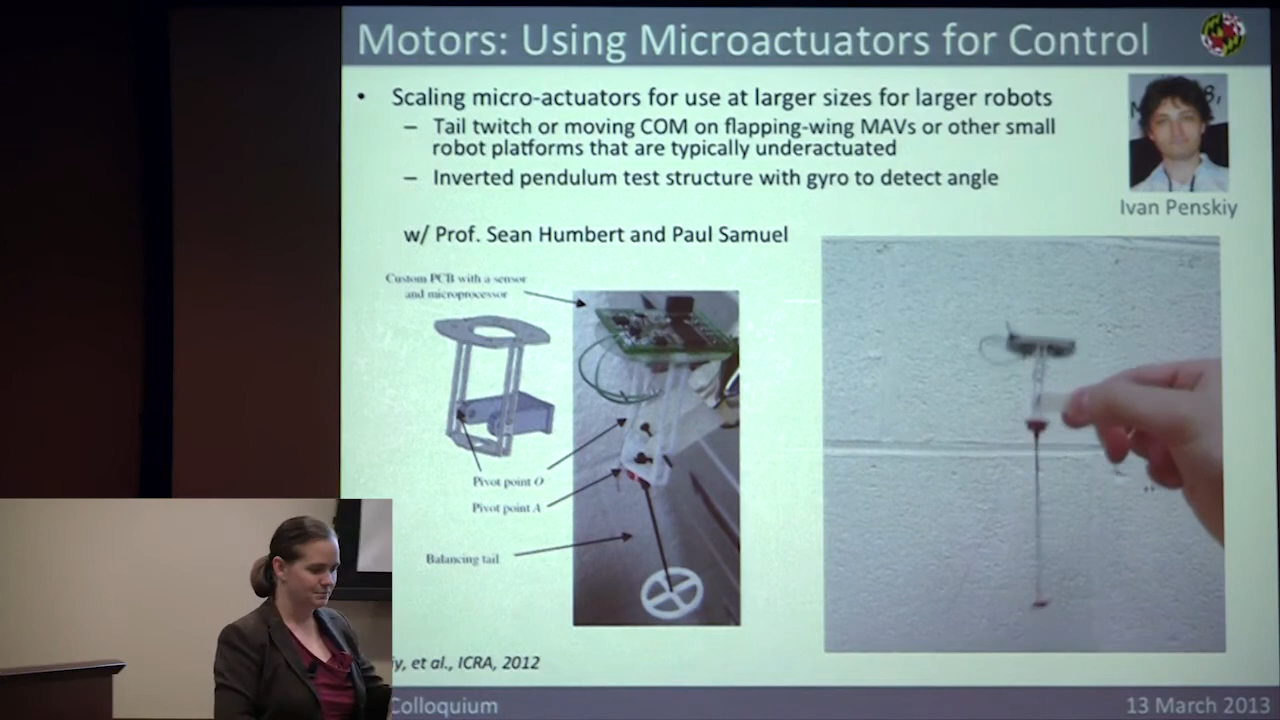 Motors: Using Microactuators for Control
• Scaling micro-actuators for use at larger sizes for larger robots
– Tail twitch or moving COM on flapping-wing MAVs or other small
robot platforms that are typically underactuated
– Inverted pendulum test structure with gyro to detect angle
Ivan Penskiy
w/ Prof. Sean Humbert and Paul Samuel
Custom PCB with a sensor
and microprocessor
Pivot point O
Pivot point A
Balancing tail
iy, et al., ICRA, 2012
Colloquium
13 March 2013